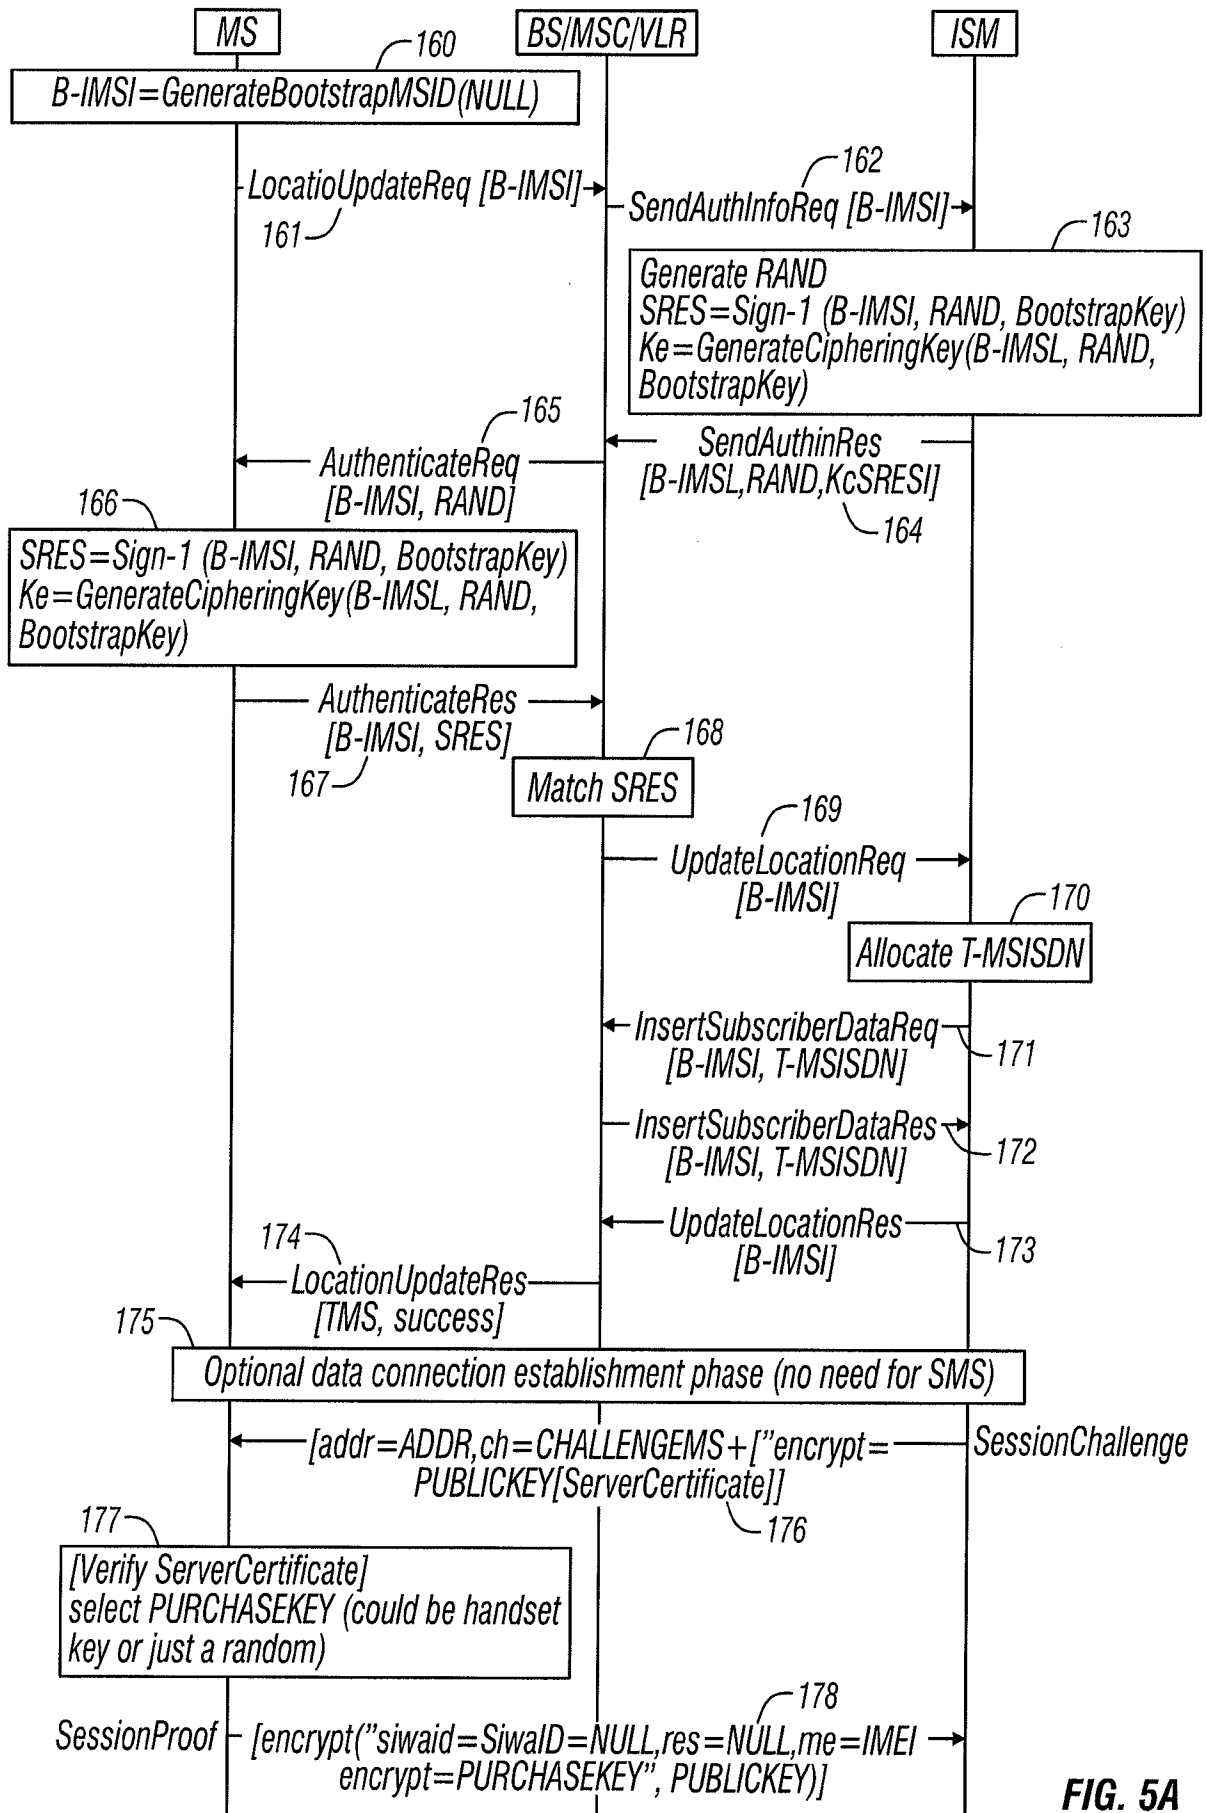 MS
BS/MSC/VLR
ISM
160
B-IMSI=GenerateBootstrapMSID(NULL)
LocatioUpdateReq [B-IMSI]
161
162
SendAuthInfoReq [B-IMSI]
163
Generate RAND
SRES=Sign-1 (B-IMSI, RAND, BootstrapKey)
Ke=GenerateCipheringKey(B-IMSL, RAND,
BootstrapKey)
165
AuthenticateReq
[B-IMSI, RAND]
SendAuthinRes
[B-IMSL,RAND,KcSRESI]
164
166
SRES=Sign-1 (B-IMSI, RAND, BootstrapKey)
Ke=GenerateCipheringKey(B-IMSL, RAND,
BootstrapKey)
AuthenticateRes
[B-IMSI, SRES]
167
168
Match SRES
169
UpdateLocationReq
[B-IMSI]
170
Allocate T-MSISDN
InsertSubscriberDataReq
[B-IMSI, T-MSISDN]
171
InsertSubscriberDataRes
[B-IMSI, T-MSISDN]
172
UpdateLocationRes
[B-IMSI]
173
174
LocationUpdateRes
[TMS, success]
175
Optional data connection establishment phase (no need for SMS)
[addr=ADDR,ch=CHALLENGEMS+["encrypt= SessionChallenge
PUBLICKEY[ServerCertificate]]
176
177
[Verify ServerCertificate]
select PURCHASEKEY (could be handset
key or just a random)
178
SessionProof [encrypt("siwaid=SiwaID=NULL,res=NULL,me=IMEI
encrypt=PURCHASEKEY", PUBLICKEY)]
FIG. 5A